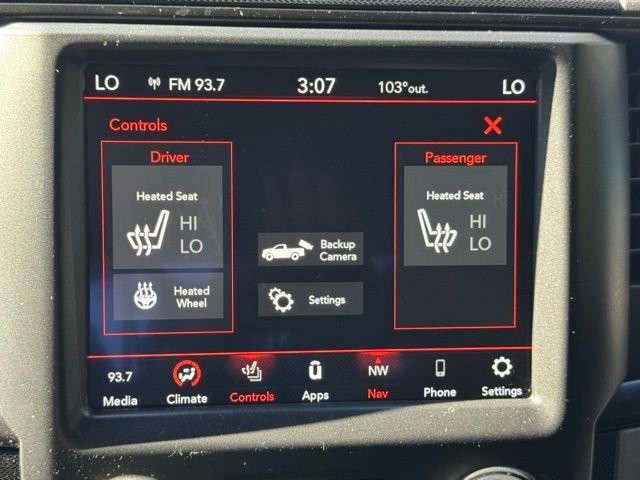 LO FM 93.7 3:07 103°out. LO
Controls
Driver
Passenger
Heated Seat
HI
LO
Heated Seat
HI
LO
Backup
Camera
Heated
Wheel
Settings
93.7
NW
Media Climate Controls Apps Nav Phone Settings